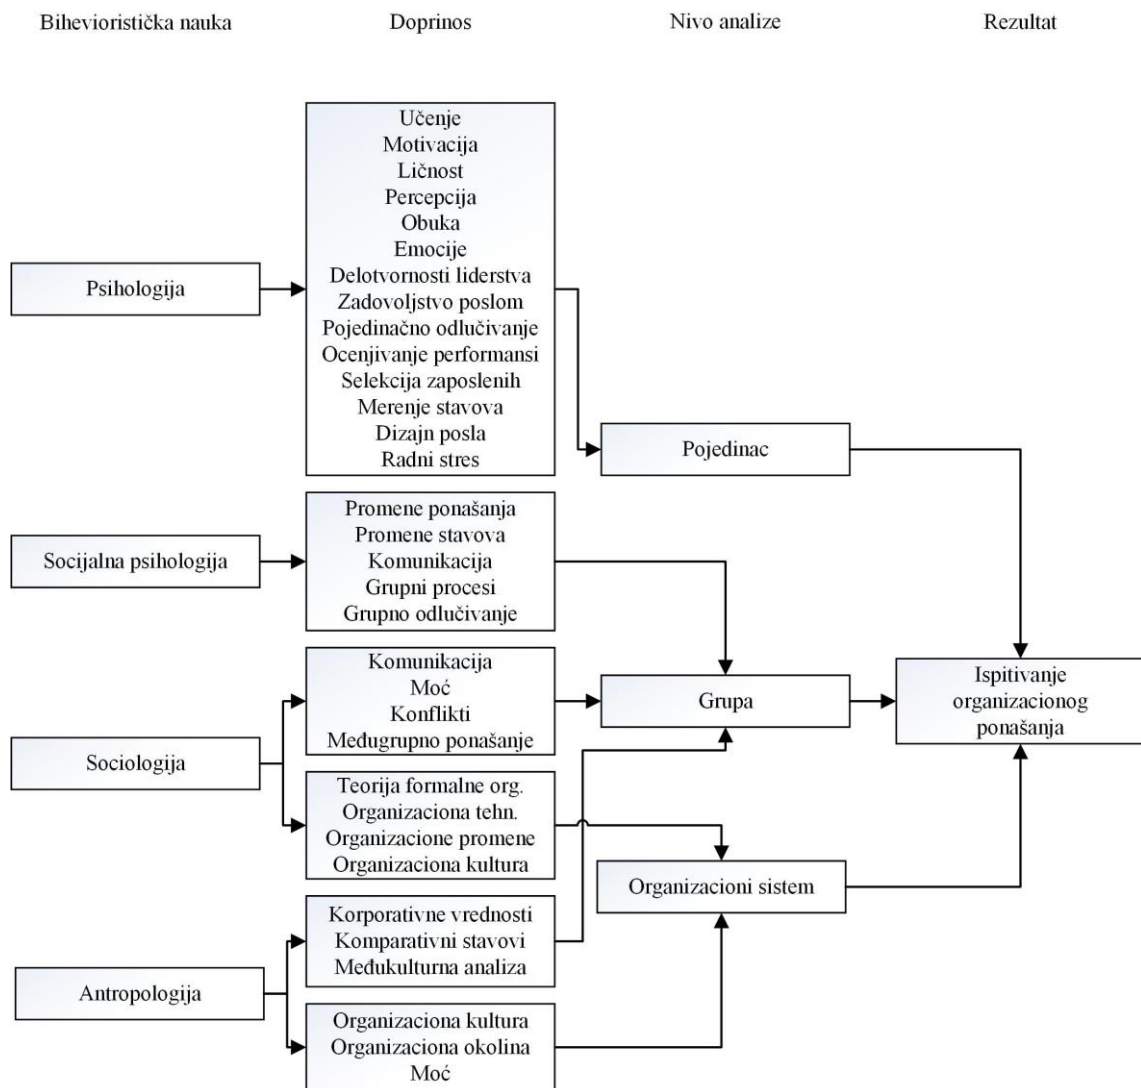 Bihevioristička nauka
Doprinos
Nivo analize
Rezultat
Psihologija
Učenje
Motivacija
Ličnost
Percepcija
Obuka
Emocije
Delotvornosti liderstva
Zadovoljstvo poslom
Pojedinačno odlučivanje
Ocenjivanje performansi
Selekcija zaposlenih
Merenje stavova
Dizajn posla
Radni stres
Pojedinac
Socijalna psihologija
Promene ponašanja
Promene stavova
Komunikacija
Grupni procesi
Grupno odlučivanje
Sociologija
Komunikacija
Moć
Konflikti
Međugrupno ponašanje
Grupa
Ispitivanje
organizacionog
ponašanja
Teorija formalne org.
Organizaciona tehn.
Organizacione promene
Organizaciona kultura
Organizacioni sistem
Antropologija
Korporativne vrednosti
Komparativni stavovi
Međukulturna analiza
Organizaciona kultura
Organizaciona okolina
Moć